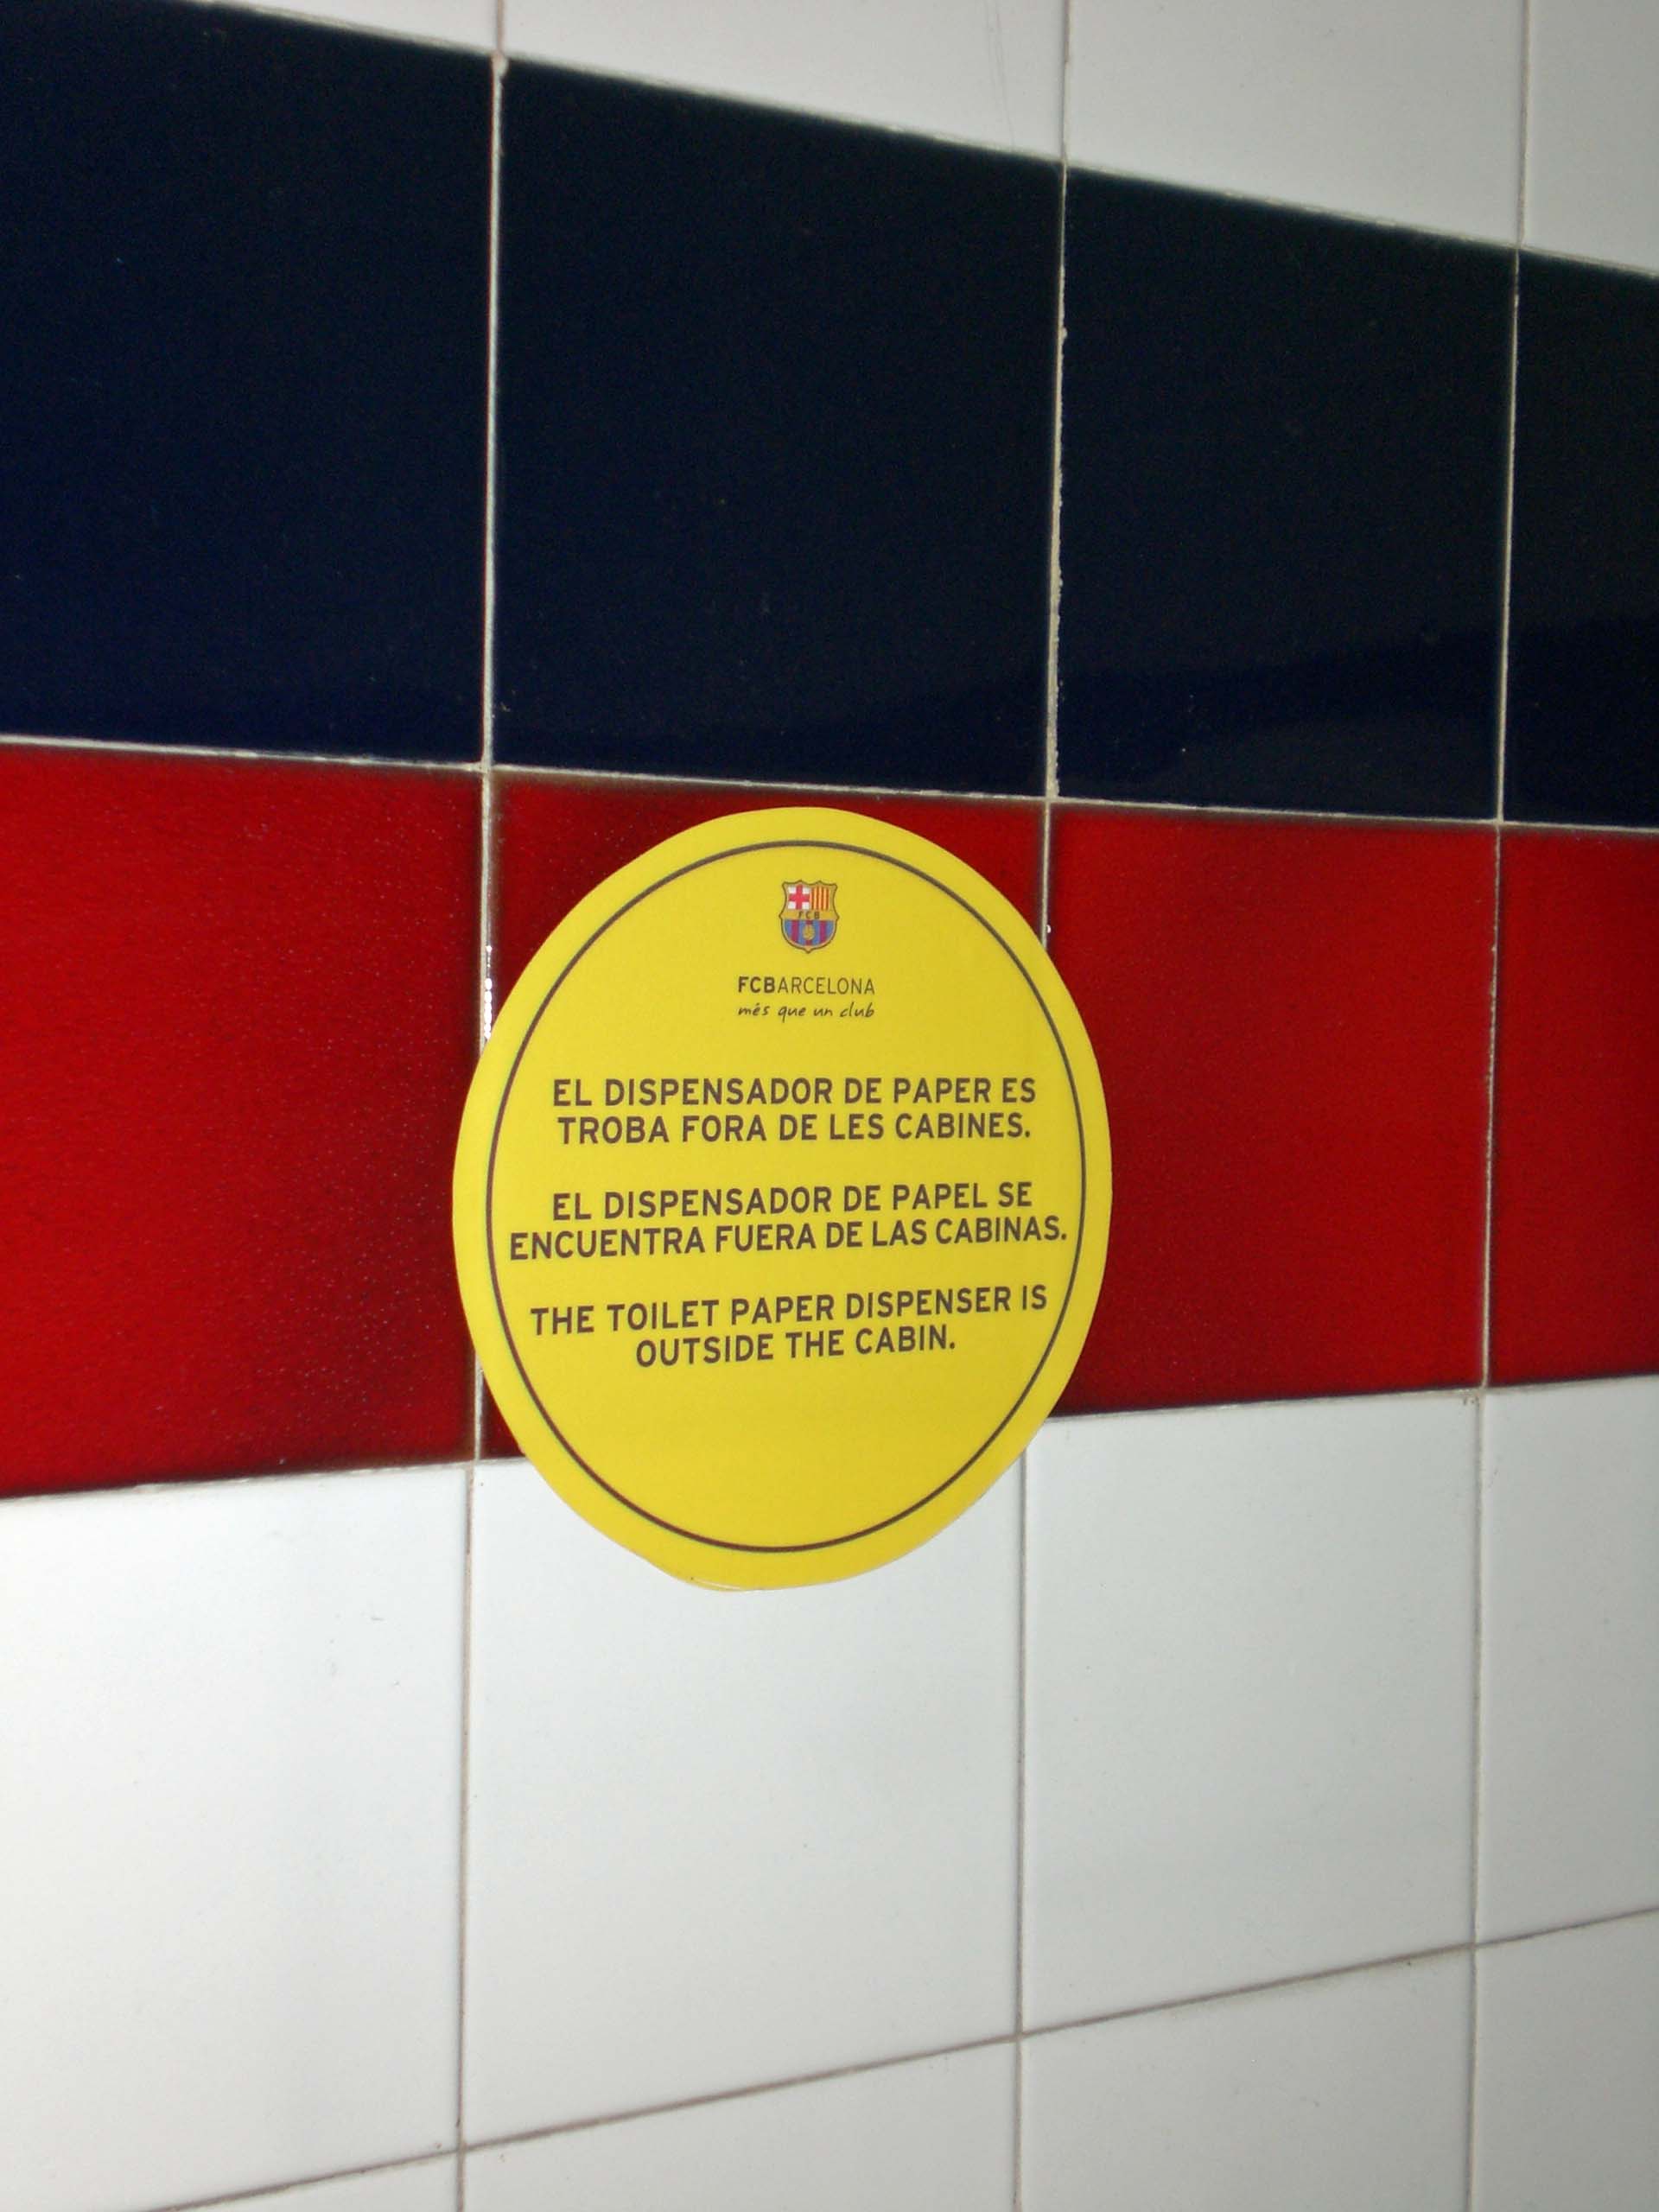 FCB
FCBARCELONA
més que un club
EL DISPENSADOR DE PAPER ES
TROBA FORA DE LES CABINES.
EL DISPENSADOR DE PAPEL SE
ENCUENTRA FUERA DE LAS CABINAS.
THE TOILET PAPER DISPENSER IS
OUTSIDE THE CABIN.